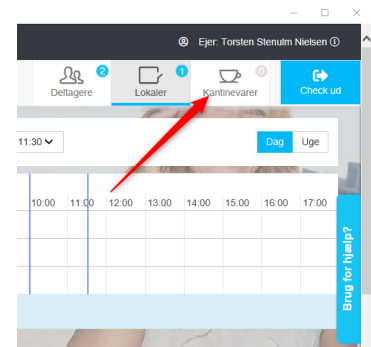 Ejer: Torsten Stenulm Nielsen
2
1
0
Deltagere
Lokaler
Kantinevarer
Check ud
11:30
Dag
Uge
10:00 11:00 12:00 13:00 14:00 15:00 16:00 17:00
Brug for hjælp?